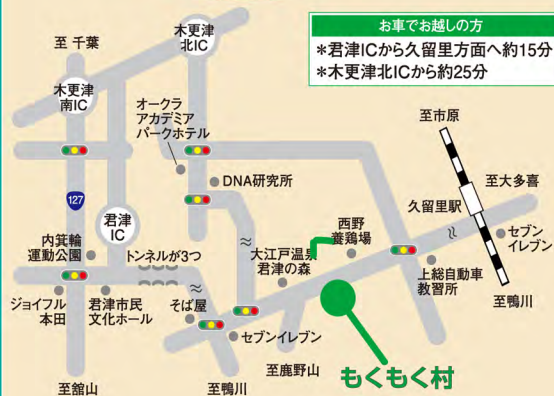 お車でお越しの方
*君津ICから久留里方面へ約15分
*木更津北ICから約25分
至 千葉
木更津
北IC
木更津
南IC
オークラ
アカデミア
パークホテル
至市原
DNA研究所
至大多喜
127
久留里駅
君津
IC
内箕輪
運動公園
トンネルが3つ
西野
養鶏場
セブン
イレブン
大江戸温泉
君津の森
上総自動車
教習所
ジョイフル
本田
君津市民
文化ホール
そば屋
至鴨川
セブンイレブン
至鹿野山
もくもく村
至舘山
至鴨川